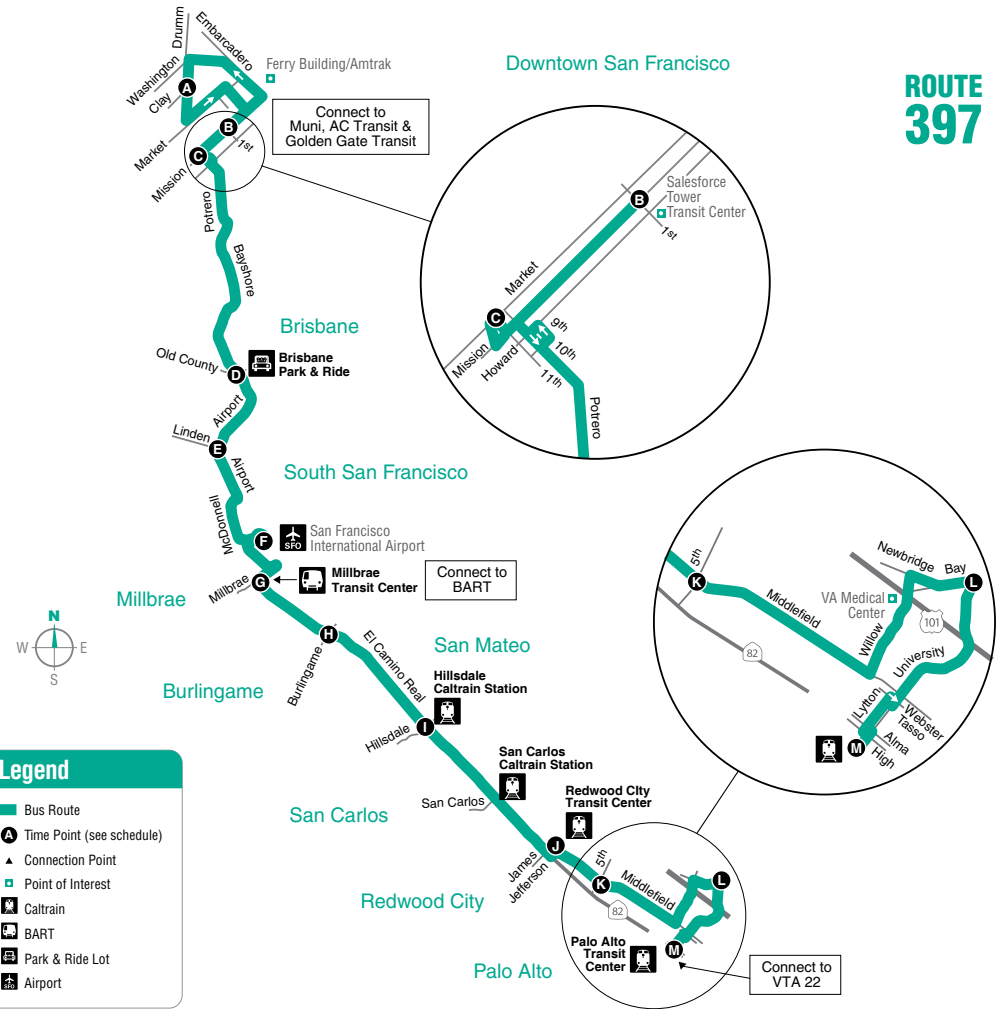 Drumm
Embarcadero
Washington
Clay
A
Ferry Building/Amtrak
Downtown San Francisco
ROUTE
397
Connect to
Muni, AC Transit &
Golden Gate Transit
B
1st
Market
C
Mission
Potrero
Bayshore
Salesforce
Tower
Transit Center
B
1st
Market
C
9th
10th
11th
Mission
Howard
Potrero
Brisbane
Old County
D
Brisbane
Park & Ride
Airport
Linden
E
Airport
South San Francisco
McDonnell
F
SFO
San Francisco
International Airport
Millbrae
G
Millbrae
Transit Center
Connect to
BART
Millbrae
N
W
E
S
H
Burlingame
Burlingame
El Camino Real
San Mateo
Hillsdale
Caltrain Station
Hillsdale
I
San Carlos
Caltrain Station
San Carlos
San Carlos
Redwood CIty
Transit Center
J
James
Jefferson
5th
K
Middlefield
L
82
Redwood City
Palo Alto
Transit
Center
M
Palo Alto
Connect to
VTA 22
5th
K
Middlefield
82
Newbridge
Bay
L
VA Medical
Center
101
Willow
University
Lytton
Webster
Tasso
Alma
High
M
Legend
Bus Route
A Time Point (see schedule)
Connection Point
Point of Interest
Caltrain
BART
Park & Ride Lot
SFO Airport